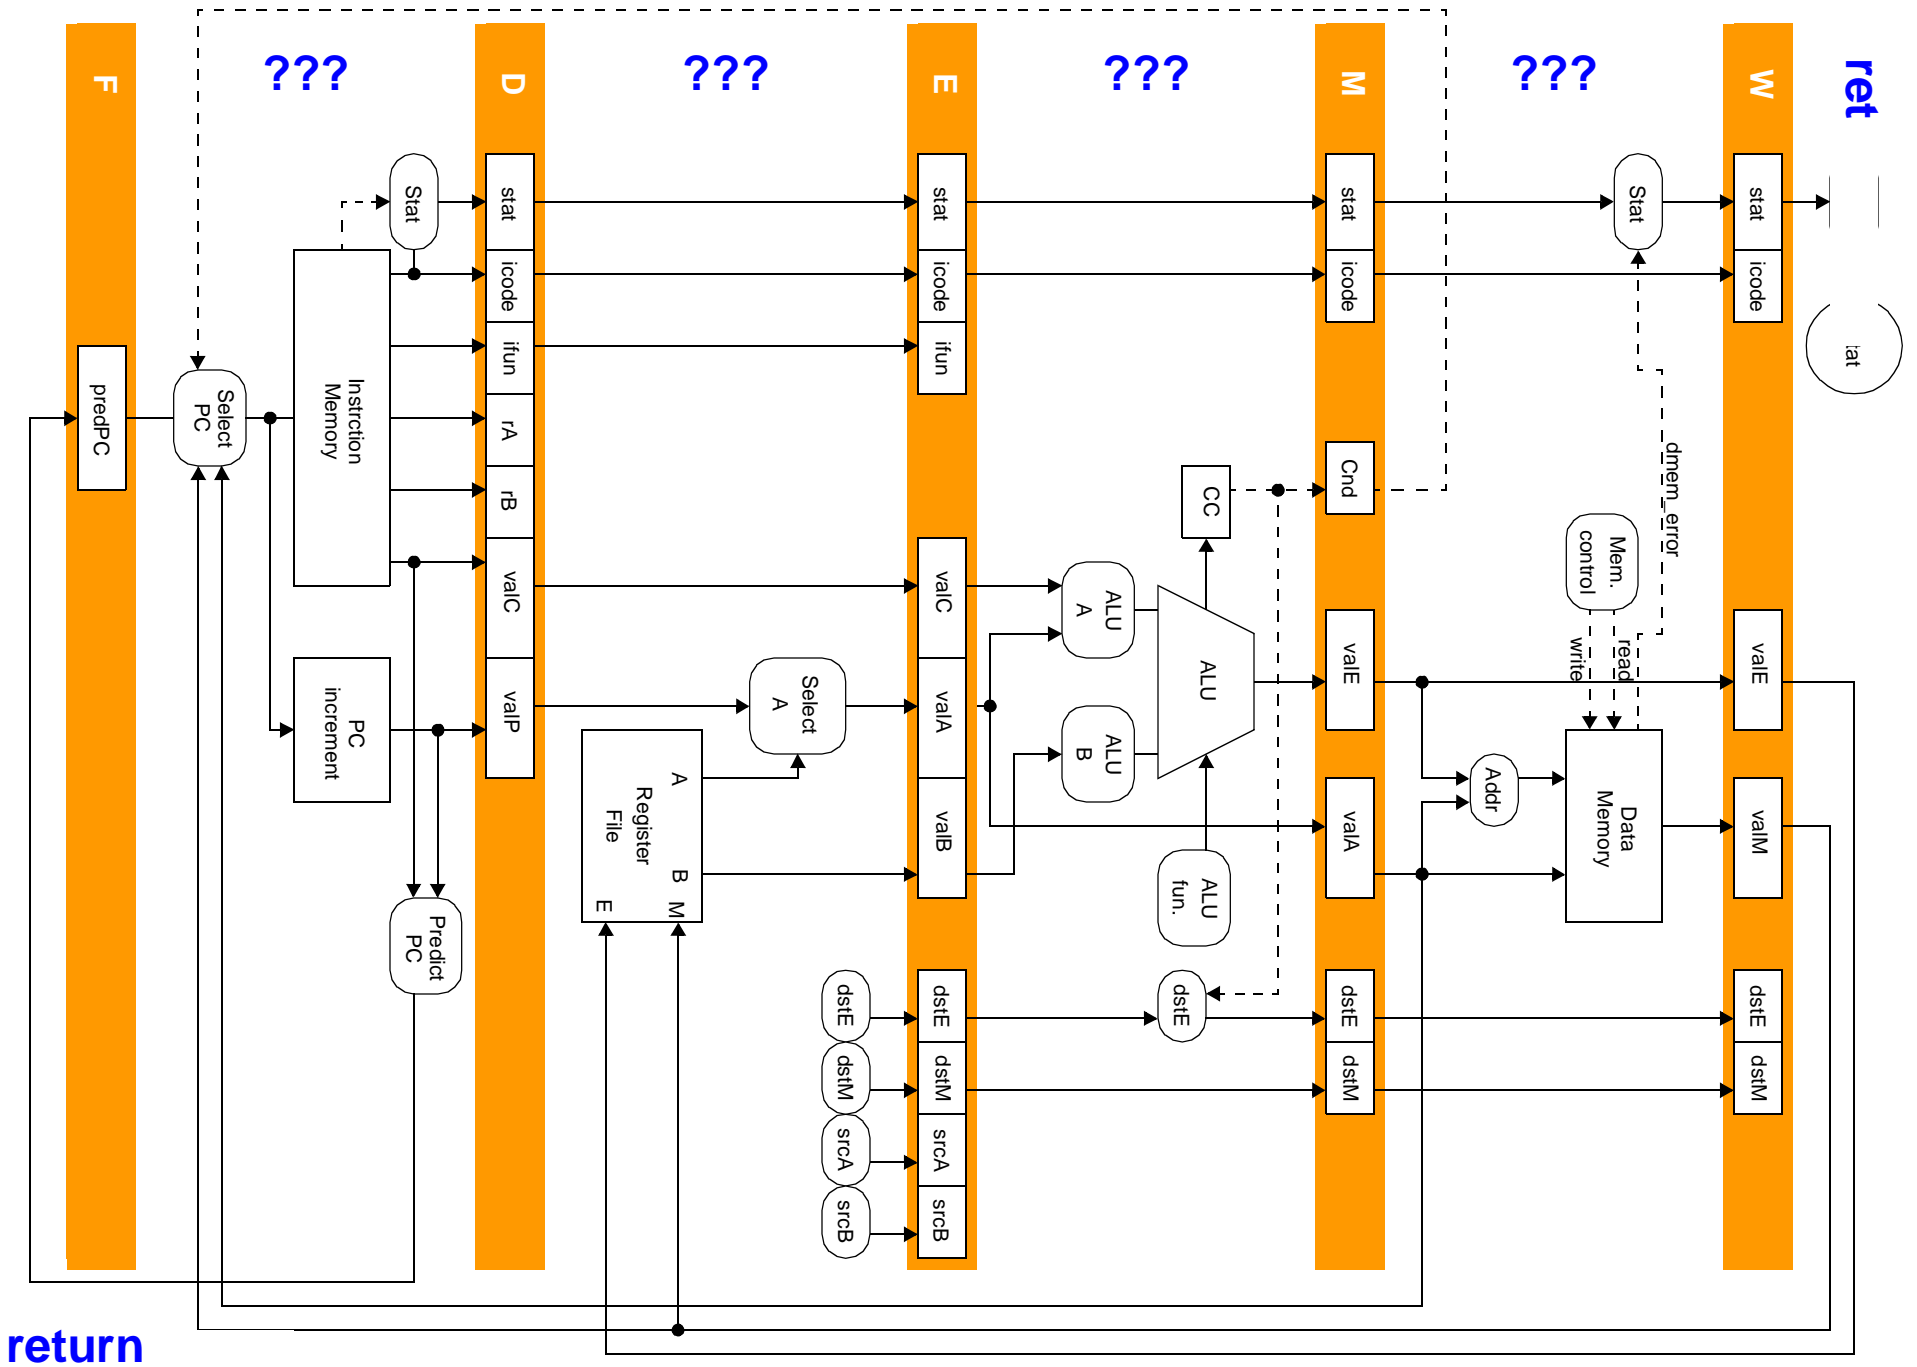 ???
???
???
???
ret
F
D
E
M
W
Stat
stat
stat
stat
Stat
stat
icode
icode
icode
icode
tat
ifun
ifun
predPC
Select
PC
Instrction
Memory
rA
rB
Cnd
CC
dmem_error
Mem.
control
read
write
valC
valC
ALU
A
ALU
valE
valE
PC
increment
valP
Select
A
valA
ALU
B
Addr
Data
Memory
Register
File
A
B
M
E
valB
valA
valM
ALU
fun.
Predict
PC
dstE
dstE
dstE
dstE
dstE
dstM
dstM
dstM
dstM
srcA
srcA
srcB
srcB
return